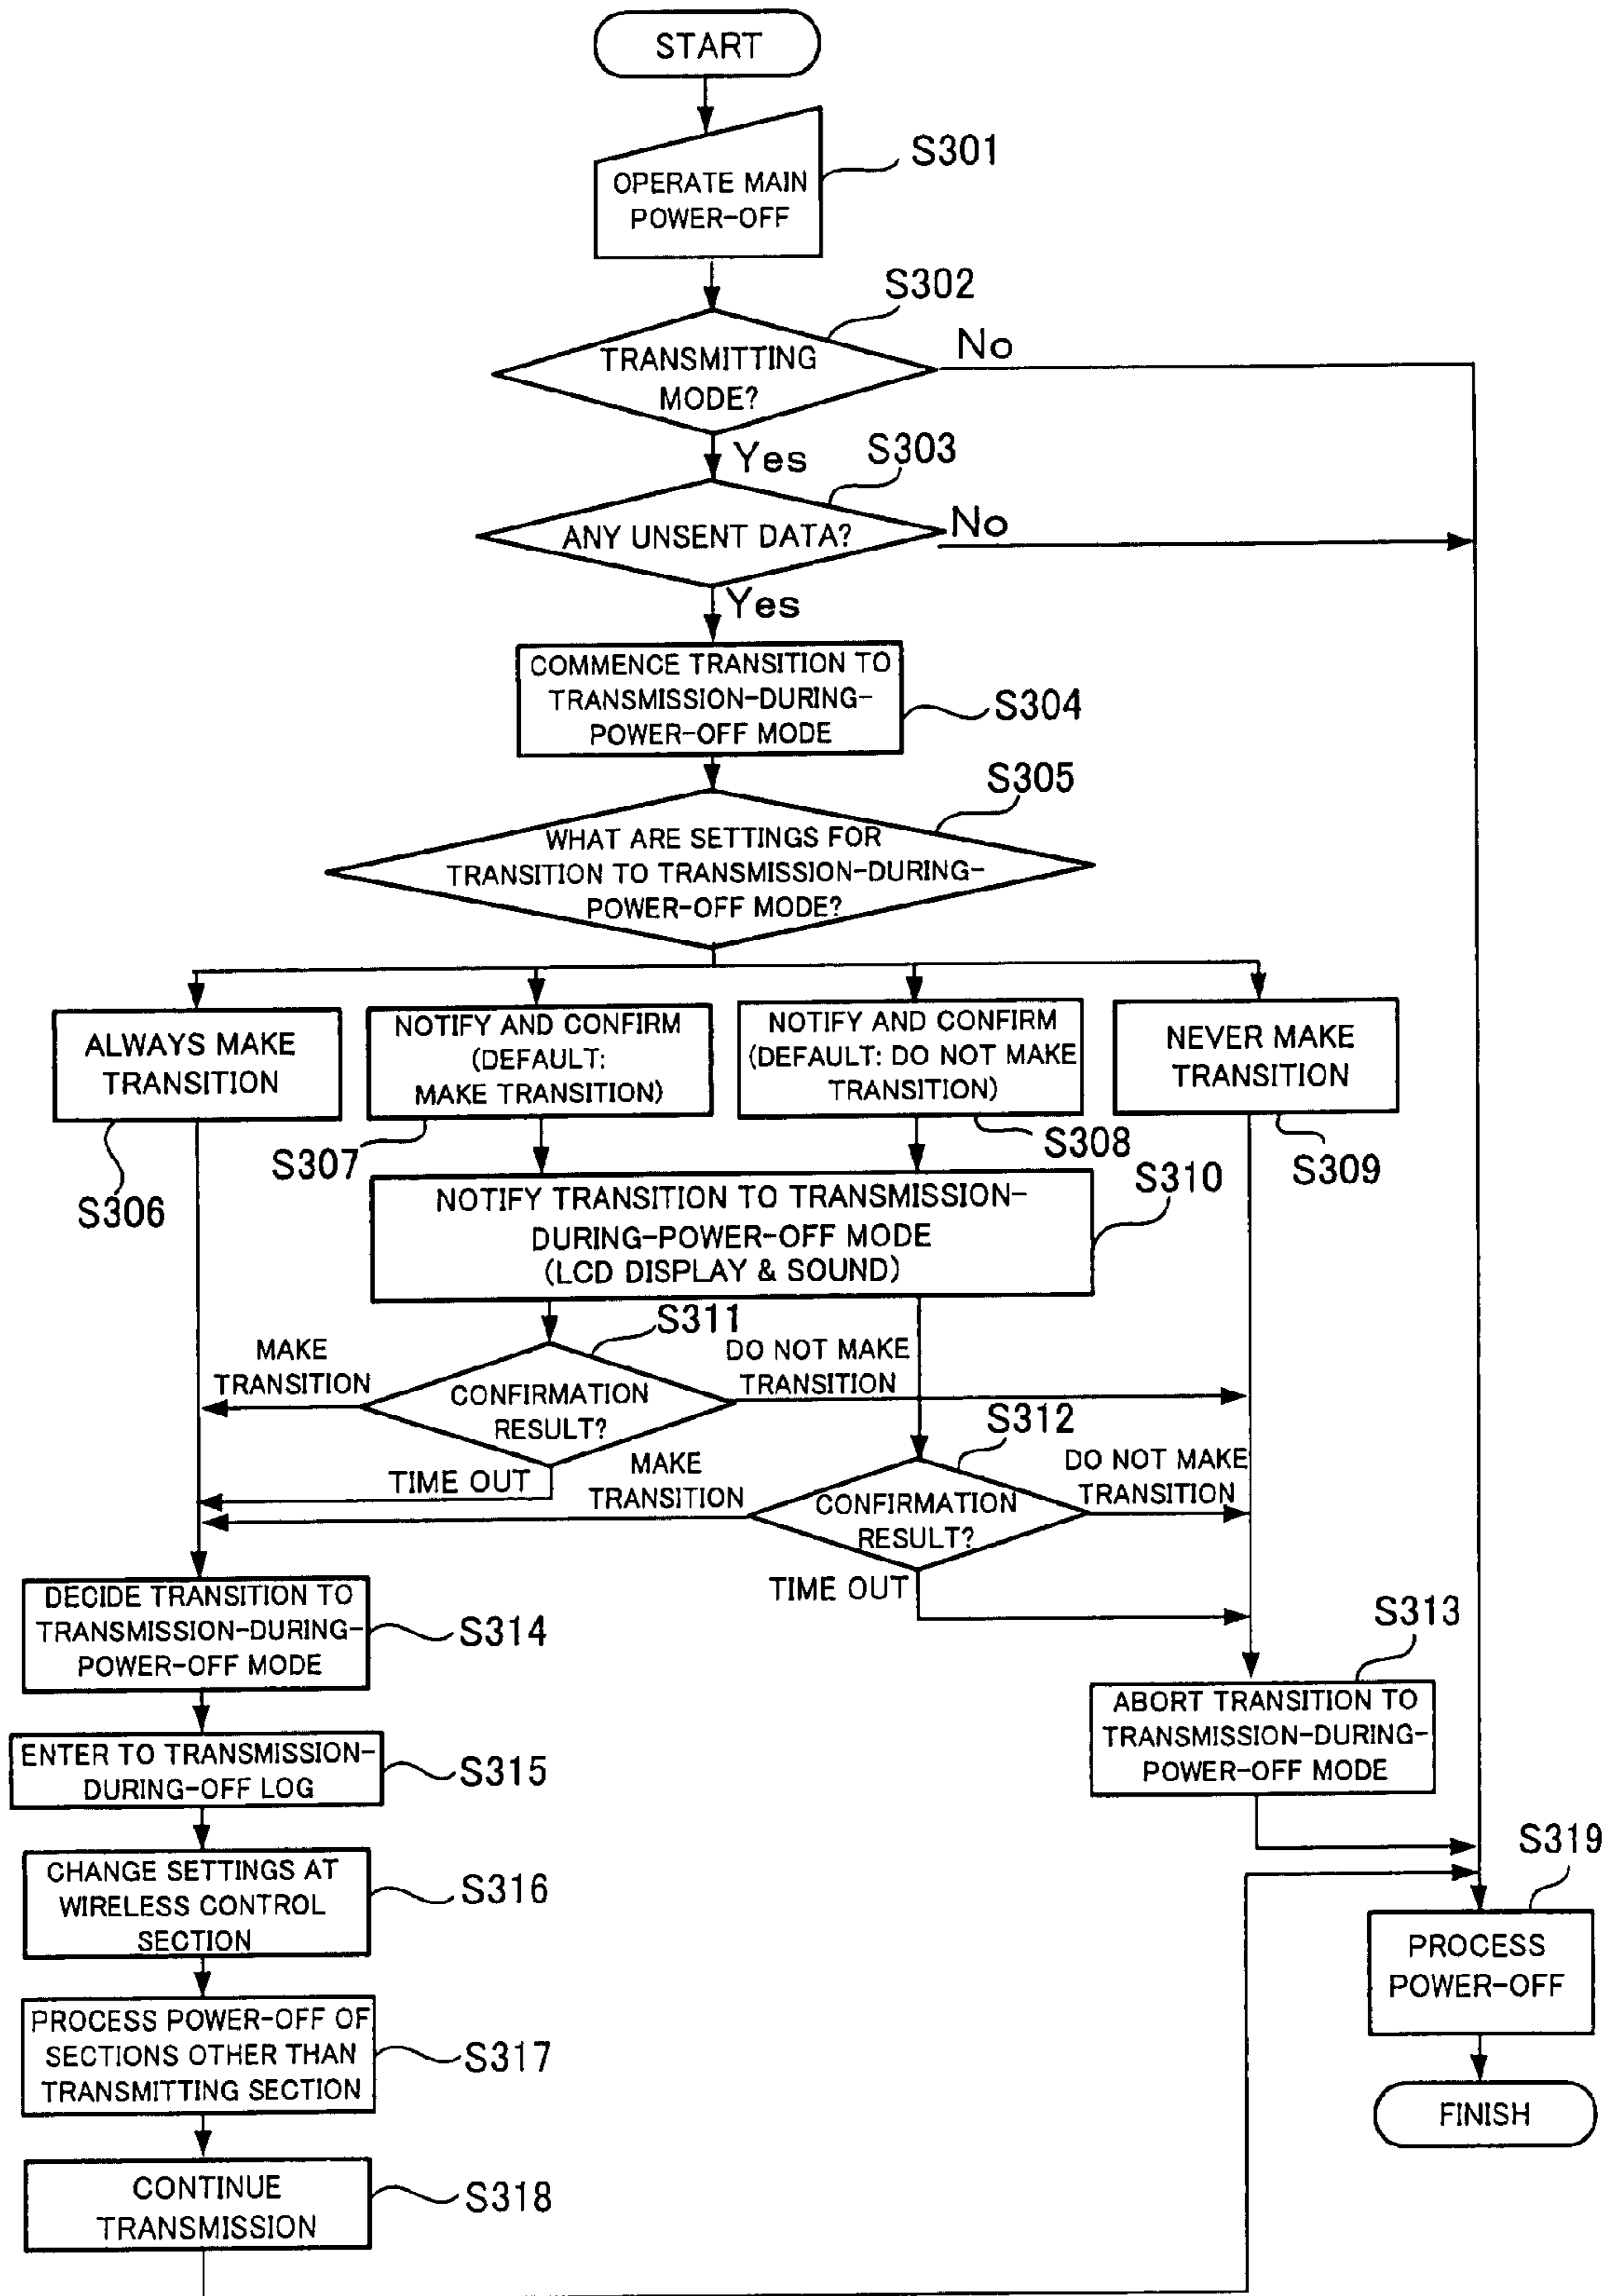 START
S301
OPERATE MAIN
POWER-OFF
S302
TRANSMITTING
MODE?
No
Yes
S303
ANY UNSENT DATA?
No
Yes
COMMENCE TRANSITION TO
TRANSMISSION-DURING-
POWER-OFF MODE
S304
S305
WHAT ARE SETTINGS FOR
TRANSITION TO TRANSMISSION-DURING-
POWER-OFF MODE?
ALWAYS MAKE
TRANSITION
S306
NOTIFY AND CONFIRM
(DEFAULT:
MAKE TRANSITION)
S307
NOTIFY AND CONFIRM
(DEFAULT: DO NOT MAKE
TRANSITION)
S308
NEVER MAKE
TRANSITION
S309
NOTIFY TRANSITION TO TRANSMISSION-
DURING-POWER-OFF MODE
(LCD DISPLAY & SOUND)
S310
S311
MAKE
TRANSITION
CONFIRMATION
RESULT?
DO NOT MAKE
TRANSITION
TIME OUT
S312
MAKE
TRANSITION
CONFIRMATION
RESULT?
DO NOT MAKE
TRANSITION
TIME OUT
DECIDE TRANSITION TO
TRANSMISSION-DURING-
POWER-OFF MODE
S314
S313
ABORT TRANSITION TO
TRANSMISSION-DURING-
POWER-OFF MODE
ENTER TO TRANSMISSION-
DURING-OFF LOG
S315
CHANGE SETTINGS AT
WIRELESS CONTROL
SECTION
S316
S319
PROCESS
POWER-OFF
PROCESS POWER-OFF OF
SECTIONS OTHER THAN
TRANSMITTING SECTION
S317
FINISH
CONTINUE
TRANSMISSION
S318